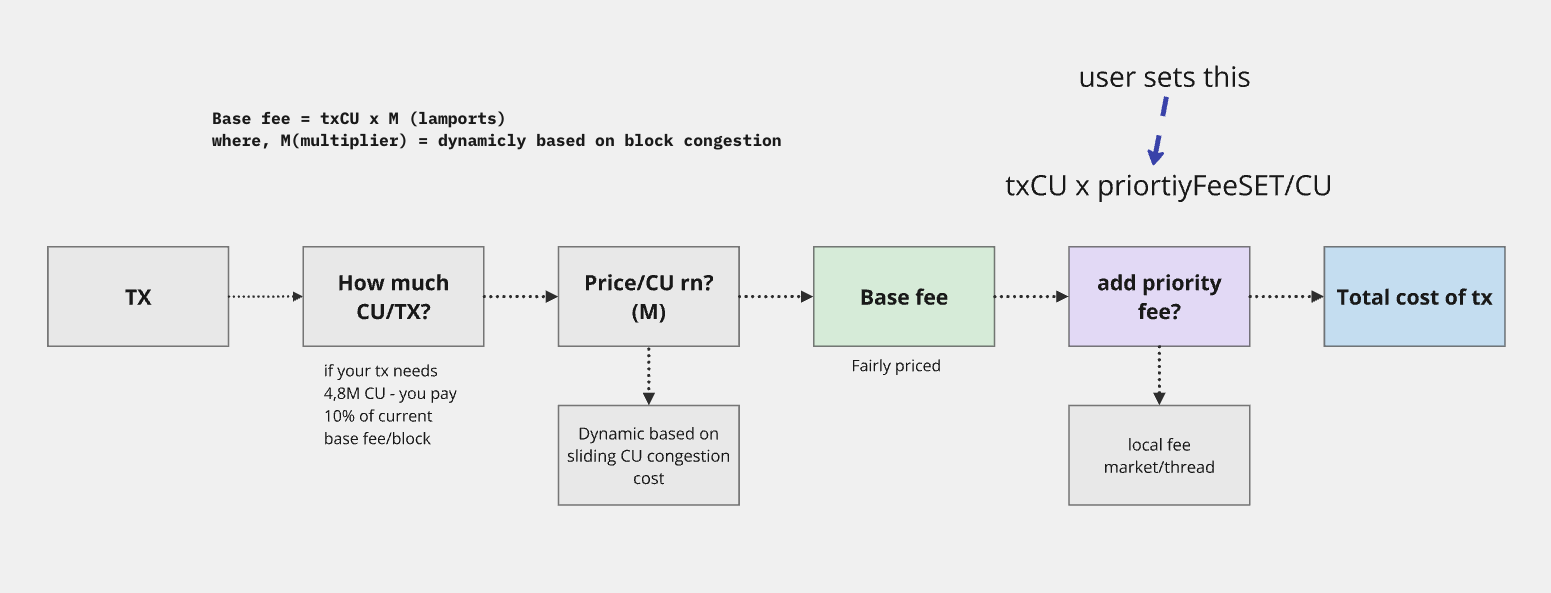 user sets this
Base fee = txCU x M (lamports)
where, M(multiplier) = dynamicly based on block congestion
txCU x priortiyFeeSET/CU
TX
How much
CU/TX?
Price/CU rn?
(M)
Base fee
add priority
fee?
Total cost of tx
if your tx needs
4,8M CU - you pay
10% of current
base fee/block
Fairly priced
Dynamic based on
sliding CU congestion
cost
local fee
market/thread